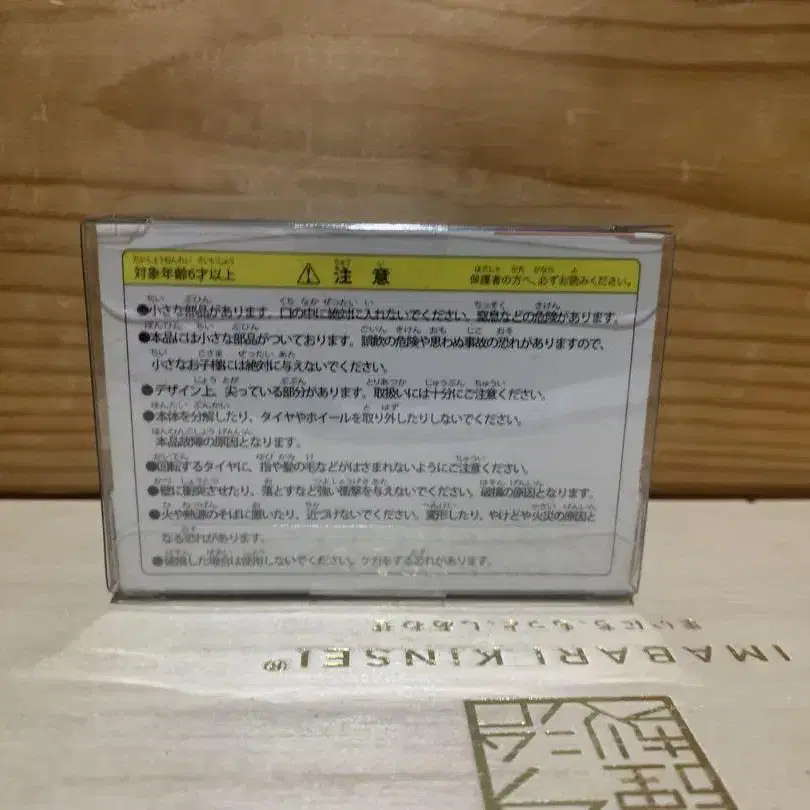 対象年齢6才以上 注意 保護者の方へ、必ずお読みください。
●小さな部品があります。口の中に絶対に入れないでください。窒息などの危険があります。
●本品には小さな部品がついております。誤飲の危険や思わぬ事故の恐れがありますので、
小さなお子様には絶対に与えないでください。
●デザイン上、尖っている部分があります。取扱いには十分にご注意ください。
●本体を分解したり、タイヤやホイールを取り外したりしないでください。
本品故障の原因となります。
●回転するタイヤに、指や髪の毛などがはさまれないようにご注意ください。
●壁に衝突させたり、落とすなど強い衝撃を与えないでください。破損の原因となります。
●火や熱源のそばに置いたり、近づけないでください。変形したり、やけどや火災の原因と
なる恐れがあります。
●破損した場合は使用しないでください。ケガをする恐れがあります。
まいにち、もっと、しあわせ
IMABARI KINSEI®